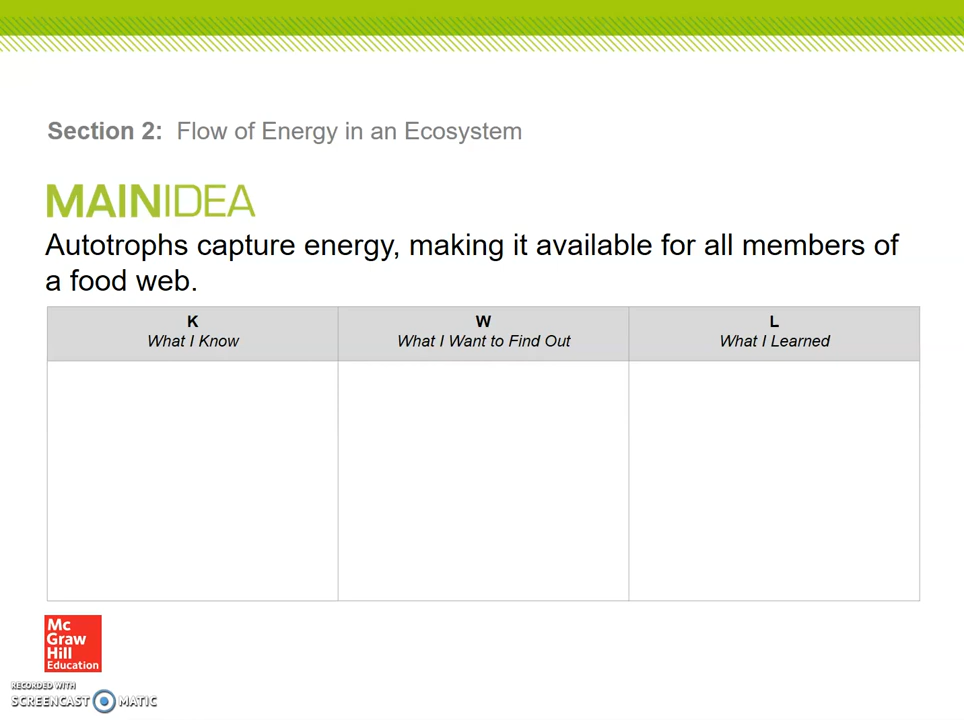 Section 2: Flow of Energy in an Ecosystem
MAINIDEA
Autotrophs capture energy, making it available for all members of
a food web.
K
What I Know
W
What I Want to Find Out
L
What I Learned
Mc
Graw
Hill
Education
RECORDED WITH
SCREENCAST MATIC